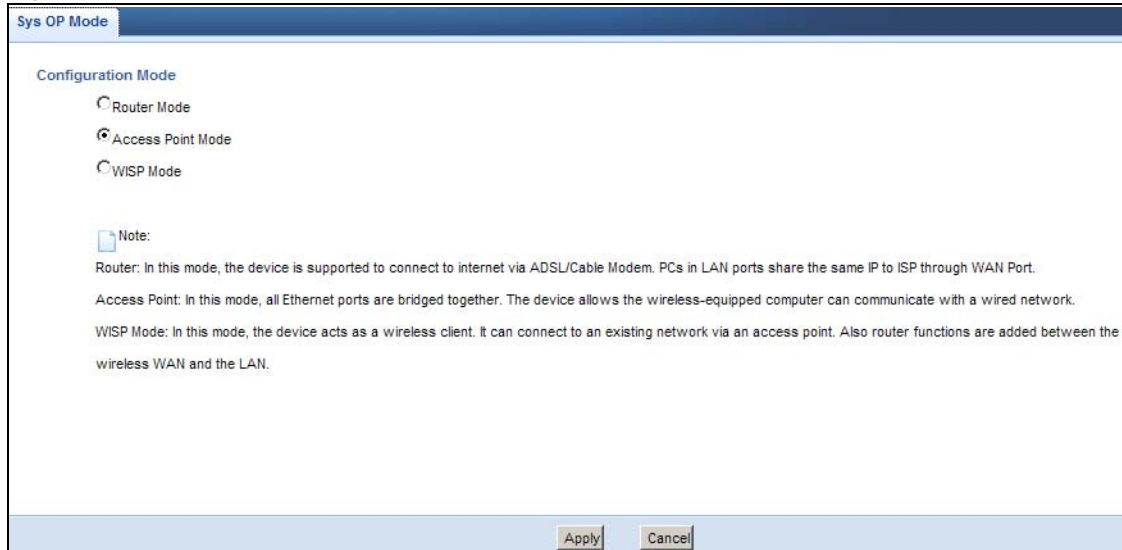 Sys OP Mode
Configuration Mode
Router Mode
Access Point Mode
WISP Mode
Note:
Router: In this mode, the device is supported to connect to internet via ADSL/Cable Modem. PCs in LAN ports share the same IP to ISP through WAN Port.
Access Point: In this mode, all Ethernet ports are bridged together. The device allows the wireless-equipped computer can communicate with a wired network.
WISP Mode: In this mode, the device acts as a wireless client. It can connect to an existing network via an access point. Also router functions are added between the
wireless WAN and the LAN.
Apply Cancel